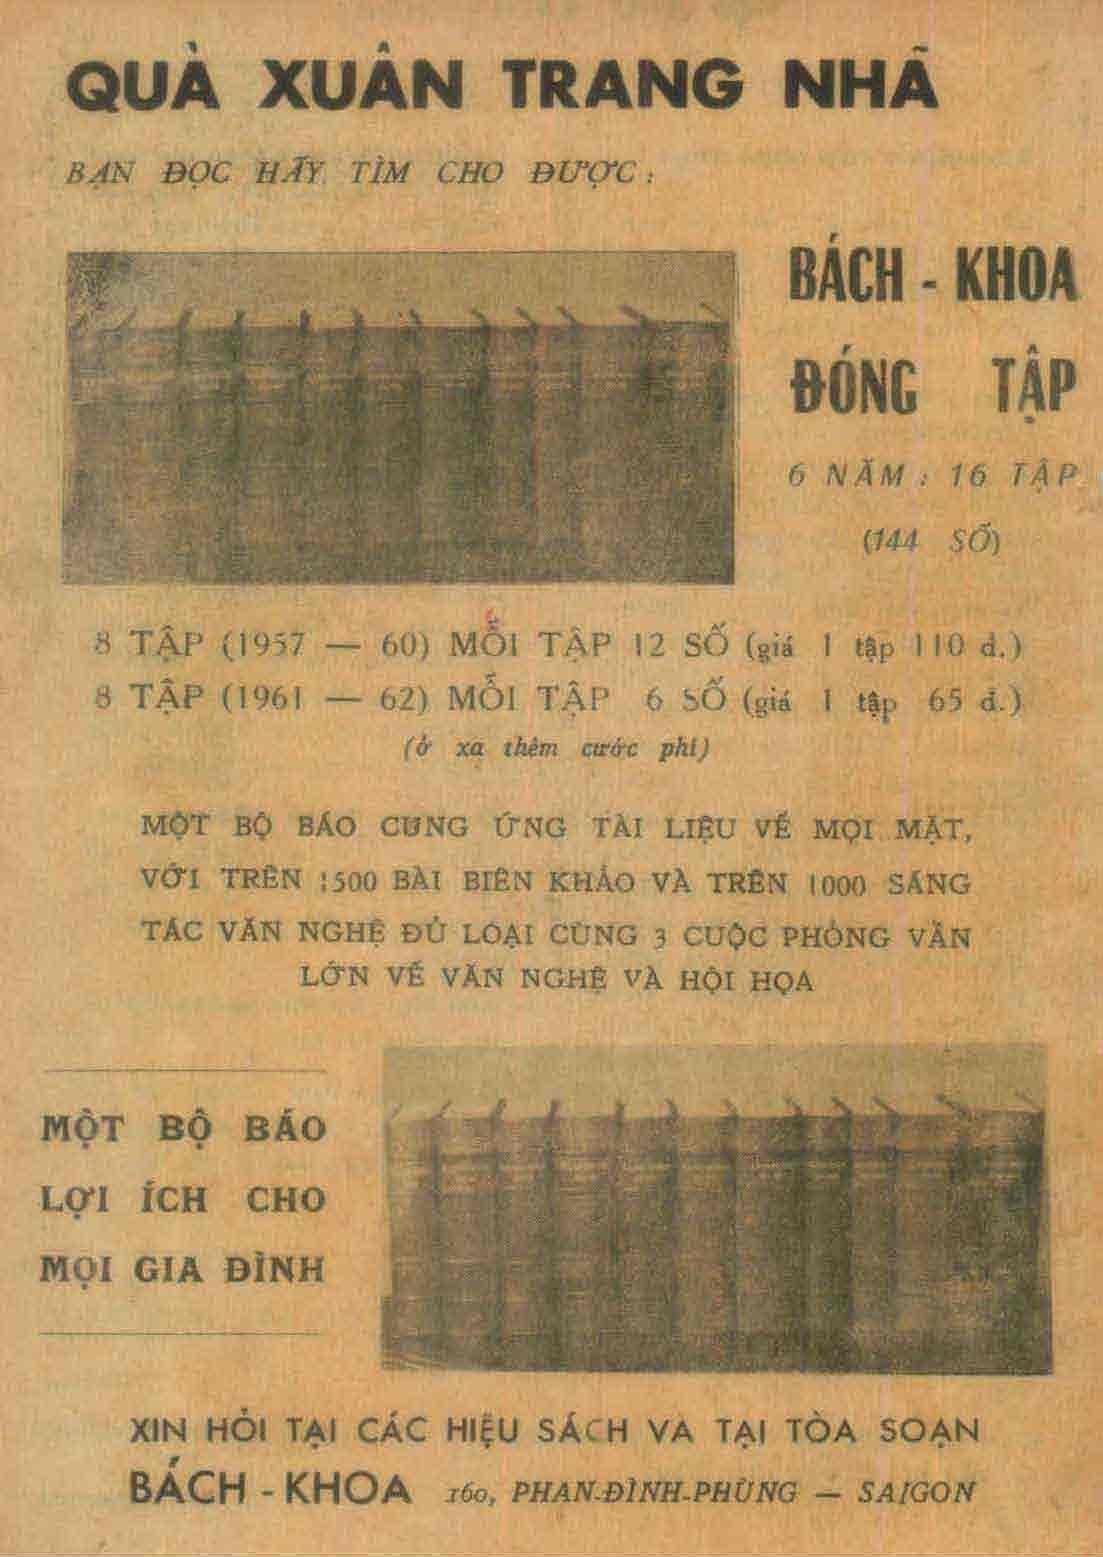 QUÀ XUÂN TRANG NHÃ
BẠN ĐỌC HÃY TÌM CHO ĐƯỢC :
BÁCH - KHOA
ĐÓNG TẬP
6 NĂM : 16 TẬP
(144 SỐ)
8 TẬP (1957 — 60) MỖI TẬP 12 SỐ (giá 1 tập 110 đ.)
8 TẬP (1961 — 62) MỖI TẬP 6 SỐ (giá 1 tập 65 đ.)
(ở xa thêm cước phí)
MỘT BỘ BÁO CUNG ỨNG TÀI LIỆU VỀ MỌI MẶT,
VỚI TRÊN 1500 BÀI BIÊN KHẢO VÀ TRÊN 1000 SÁNG
TÁC VĂN NGHỆ ĐỦ LOẠI CÙNG 3 CUỘC PHỎNG VẤN
LỚN VỀ VĂN NGHỆ VÀ HỘI HỌA
MỘT BỘ BÁO
LỢI ÍCH CHO
MỌI GIA ĐÌNH
XIN HỎI TẠI CÁC HIỆU SÁCH VA TẠI TÒA SOẠN
BÁCH - KHOA 160, PHAN-ĐÌNH-PHÙNG — SAIGON